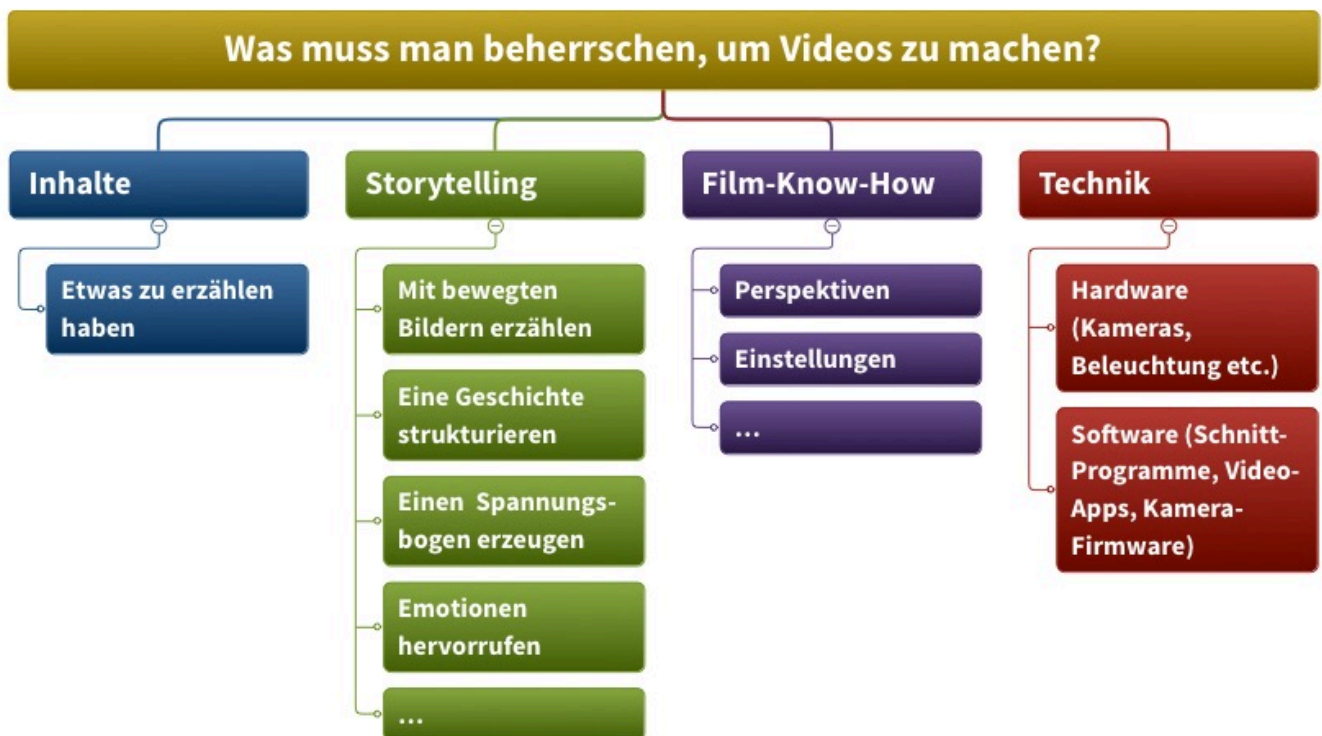 Was muss man beherrschen, um Videos zu machen?
Inhalte
Etwas zu erzählen
haben
Storytelling
Mit bewegten
Bildern erzählen
Eine Geschichte
strukturieren
Einen Spannungs-
bogen erzeugen
Emotionen
hervorrufen
...
Film-Know-How
Perspektiven
Einstellungen
...
Technik
Hardware
(Kameras,
Beleuchtung etc.)
Software (Schnitt-
Programme, Video-
Apps, Kamera-
Firmware)